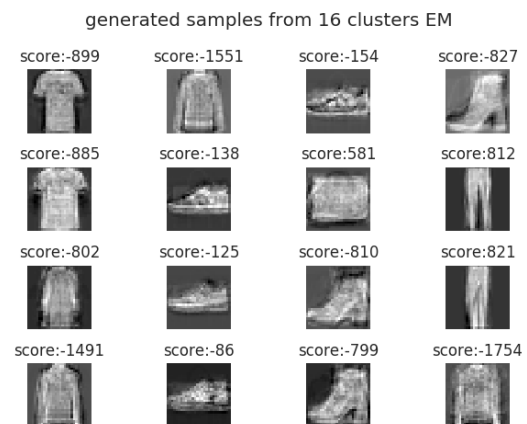 generated samples from 16 clusters EM
score:-899 score:-1551 score:-154 score:-827
score:-885 score:-138 score:581 score:812
score:-802 score:-125 score:-810 score:821
score:-1491 score:-86 score:-799 score:-1754